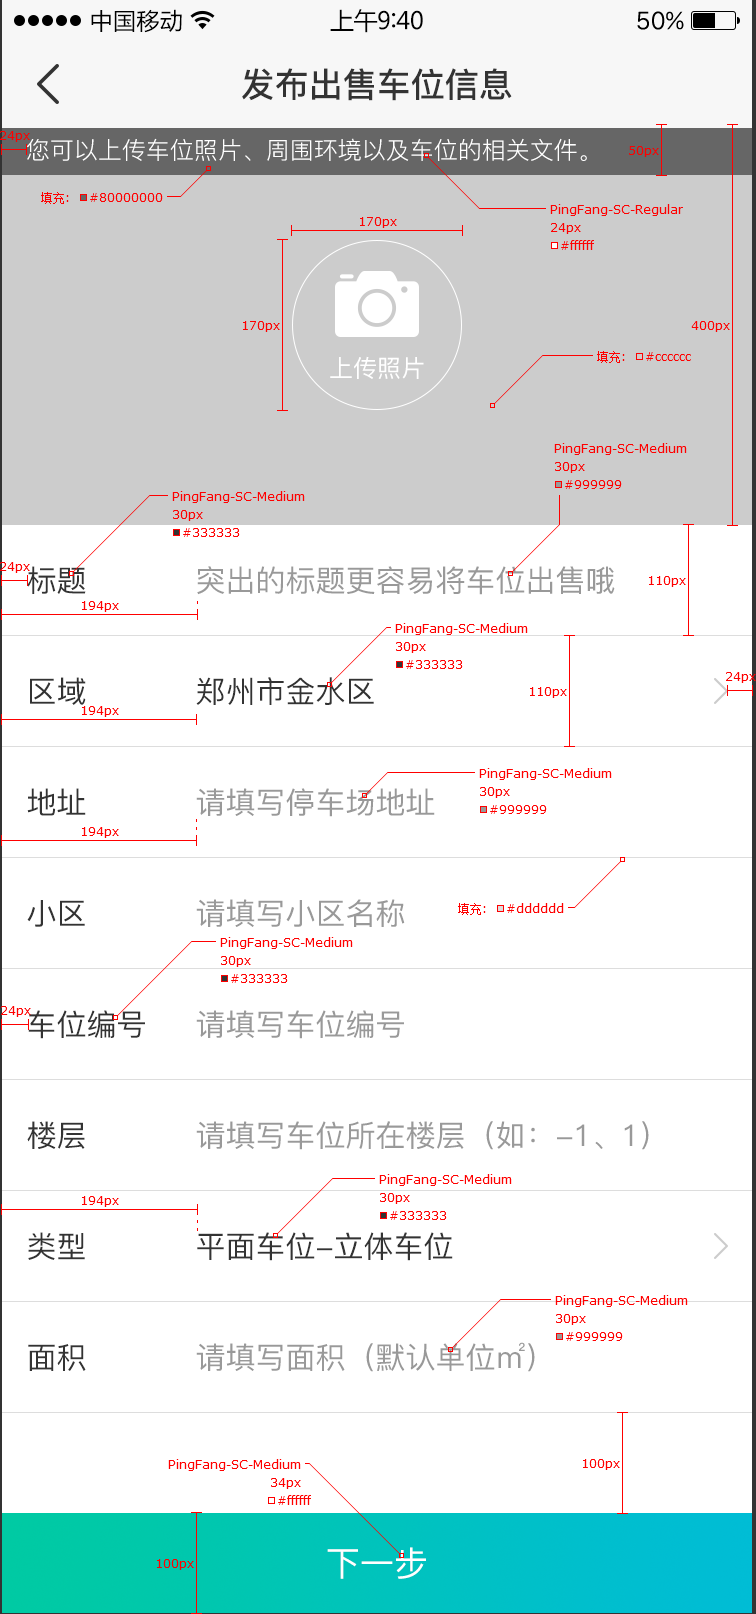 中国移动 上午9:40 50%
发布出售车位信息
24px
您可以上传车位照片、周围环境以及车位的相关文件。
50px
填充： #80000000
PingFang-SC-Regular
24px
#ffffff
170px
170px
400px
上传照片
填充： #cccccc
PingFang-SC-Medium
30px
#999999
PingFang-SC-Medium
30px
#333333
24px
标题 突出的标题更容易将车位出售哦
110px
194px
PingFang-SC-Medium
30px
#333333
区域 郑州市金水区
110px
24px
194px
PingFang-SC-Medium
30px
#999999
地址 请填写停车场地址
194px
小区 请填写小区名称
填充： #dddddd
PingFang-SC-Medium
30px
#333333
24px
车位编号 请填写车位编号
楼层 请填写车位所在楼层（如：-1、1）
PingFang-SC-Medium
30px
#333333
194px
类型 平面车位-立体车位
PingFang-SC-Medium
30px
#999999
面积 请填写面积（默认单位㎡）
100px
PingFang-SC-Medium
34px
#ffffff
100px
下一步